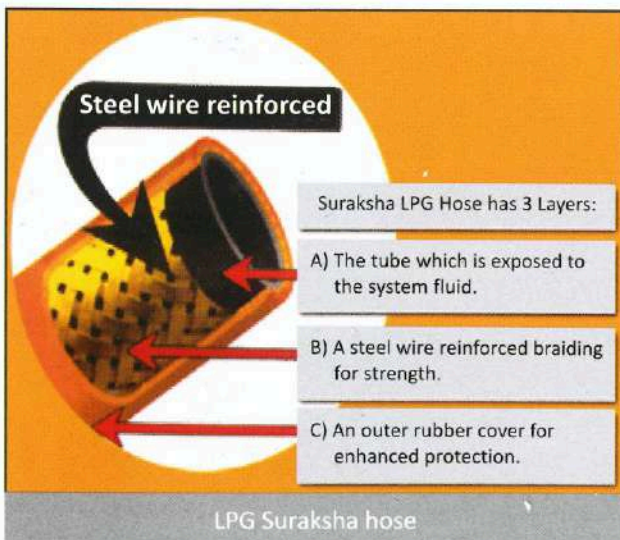 Steel wire reinforced
Suraksha LPG Hose has 3 Layers:
A) The tube which is exposed to
the system fluid.
B) A steel wire reinforced braiding
for strength.
C) An outer rubber cover for
enhanced protection.
LPG Suraksha hose